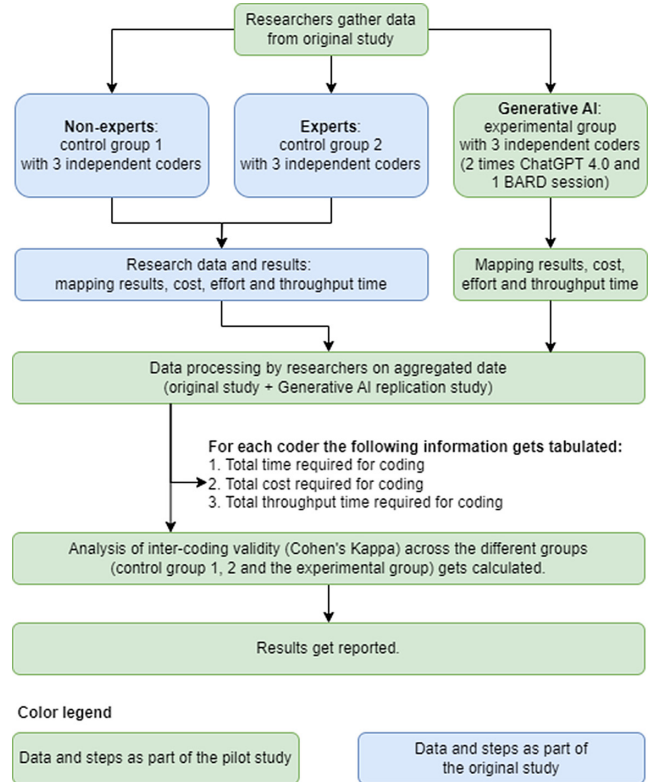 Researchers gather data
from original study
Non-experts:
control group 1
with 3 independent coders
Experts:
control group 2
with 3 independent coders
Generative AI:
experimental group
with 3 independent coders
(2 times ChatGPT 4.0 and
1 BARD session)
Research data and results:
mapping results, cost, effort and throughput time
Mapping results, cost,
effort and throughput time
Data processing by researchers on aggregated date
(original study + Generative AI replication study)
For each coder the following information gets tabulated:
1. Total time required for coding
2. Total cost required for coding
3. Total throughput time required for coding
Analysis of inter-coding validity (Cohen's Kappa) across the different groups
(control group 1, 2 and the experimental group) gets calculated.
Results get reported.
Color legend
Data and steps as part of the pilot study
Data and steps as part of
the original study